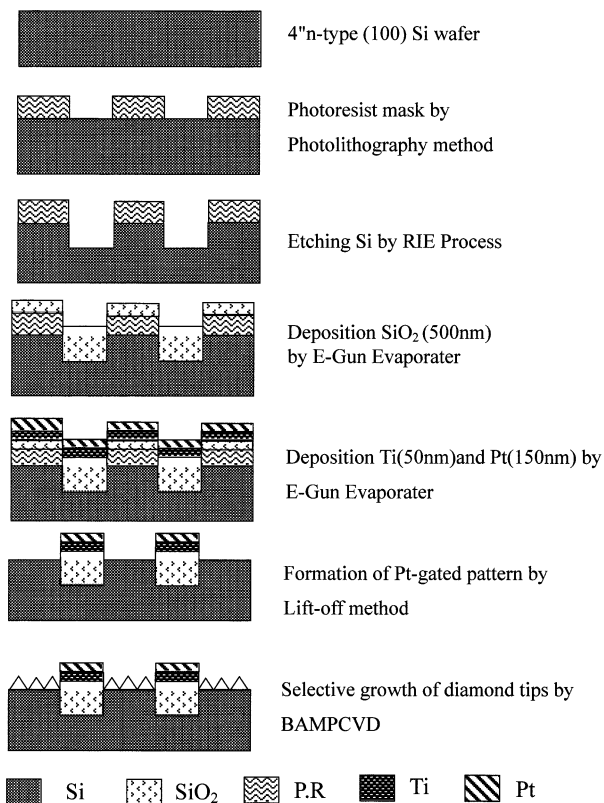 4"n-type (100) Si wafer
Photoresist mask by
Photolithography method
Etching Si by RIE Process
Deposition SiO₂ (500nm)
by E-Gun Evaporater
Deposition Ti(50nm)and Pt(150nm) by
E-Gun Evaporater
Formation of Pt-gated pattern by
Lift-off method
Selective growth of diamond tips by
BAMPCVD
Si SiO₂ P.R Ti Pt